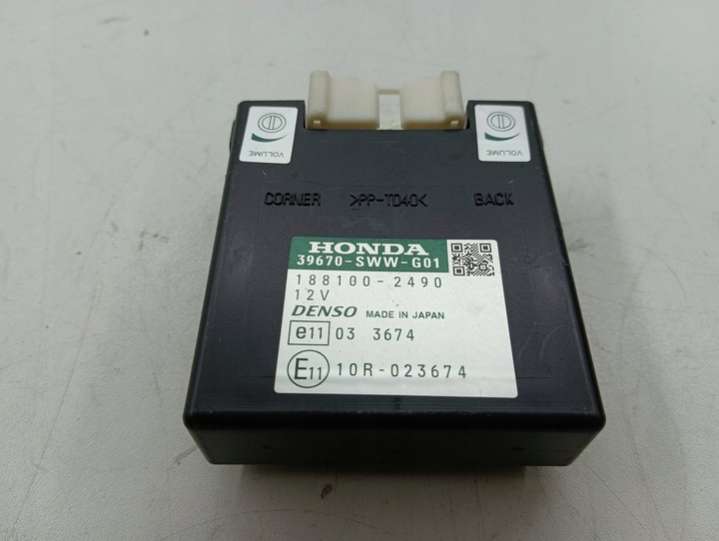 VOLUME
VOLUME
CORNER >PP-TD40< BACK
HONDA
39670-SWW-G01
188100-2490
12V
DENSO MADE IN JAPAN
e11 03 3674
E11 10R-023674